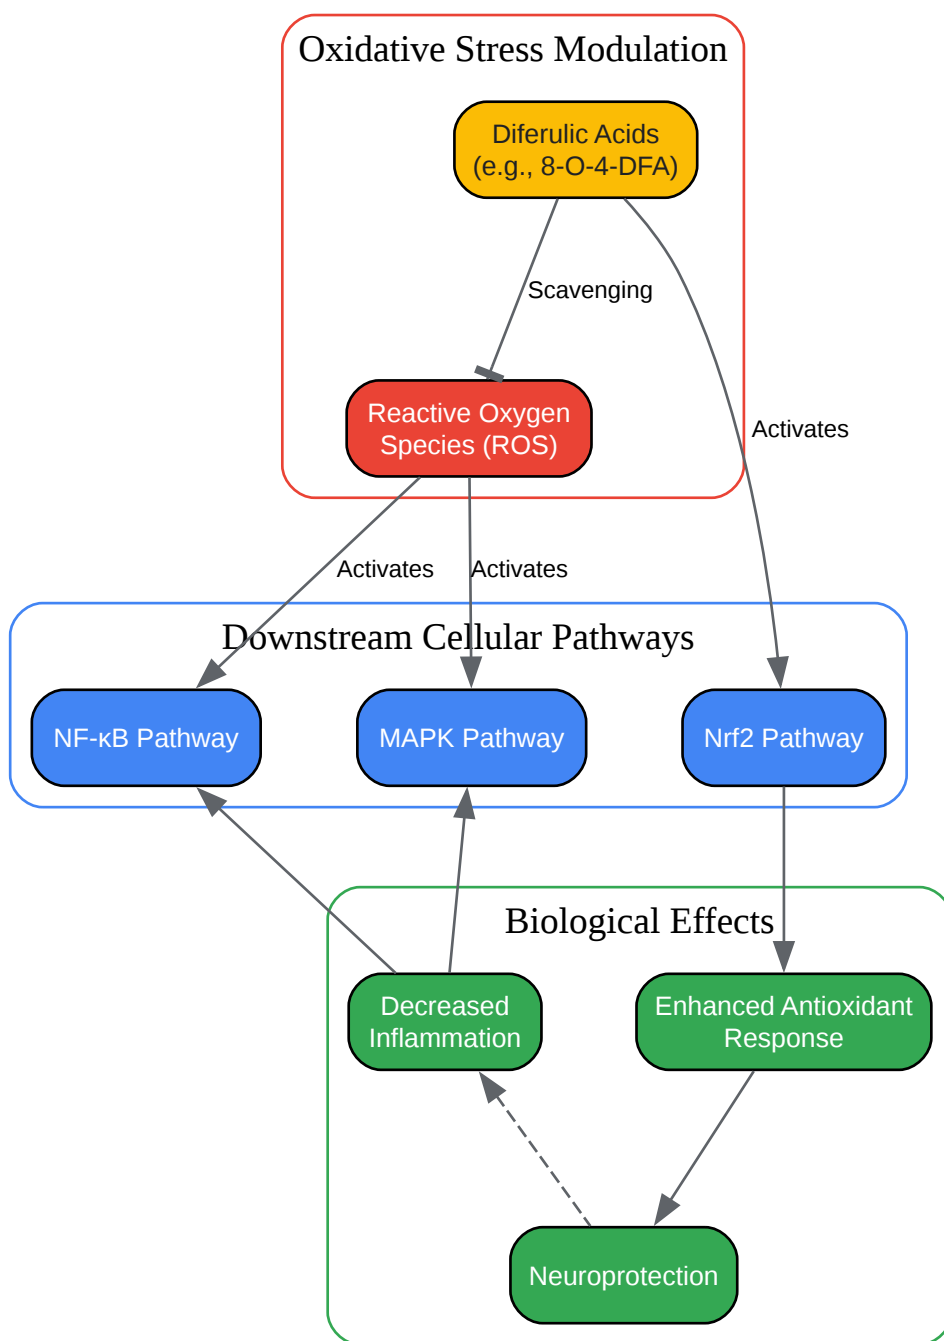 Oxidative Stress Modulation
Diferulic Acids
(e.g., 8-O-4-DFA)
Scavenging
Reactive Oxygen
Species (ROS)
Activates
Activates
Activates
Downstream Cellular Pathways
NF-κB Pathway
MAPK Pathway
Nrf2 Pathway
Biological Effects
Decreased
Inflammation
Enhanced Antioxidant
Response
Neuroprotection